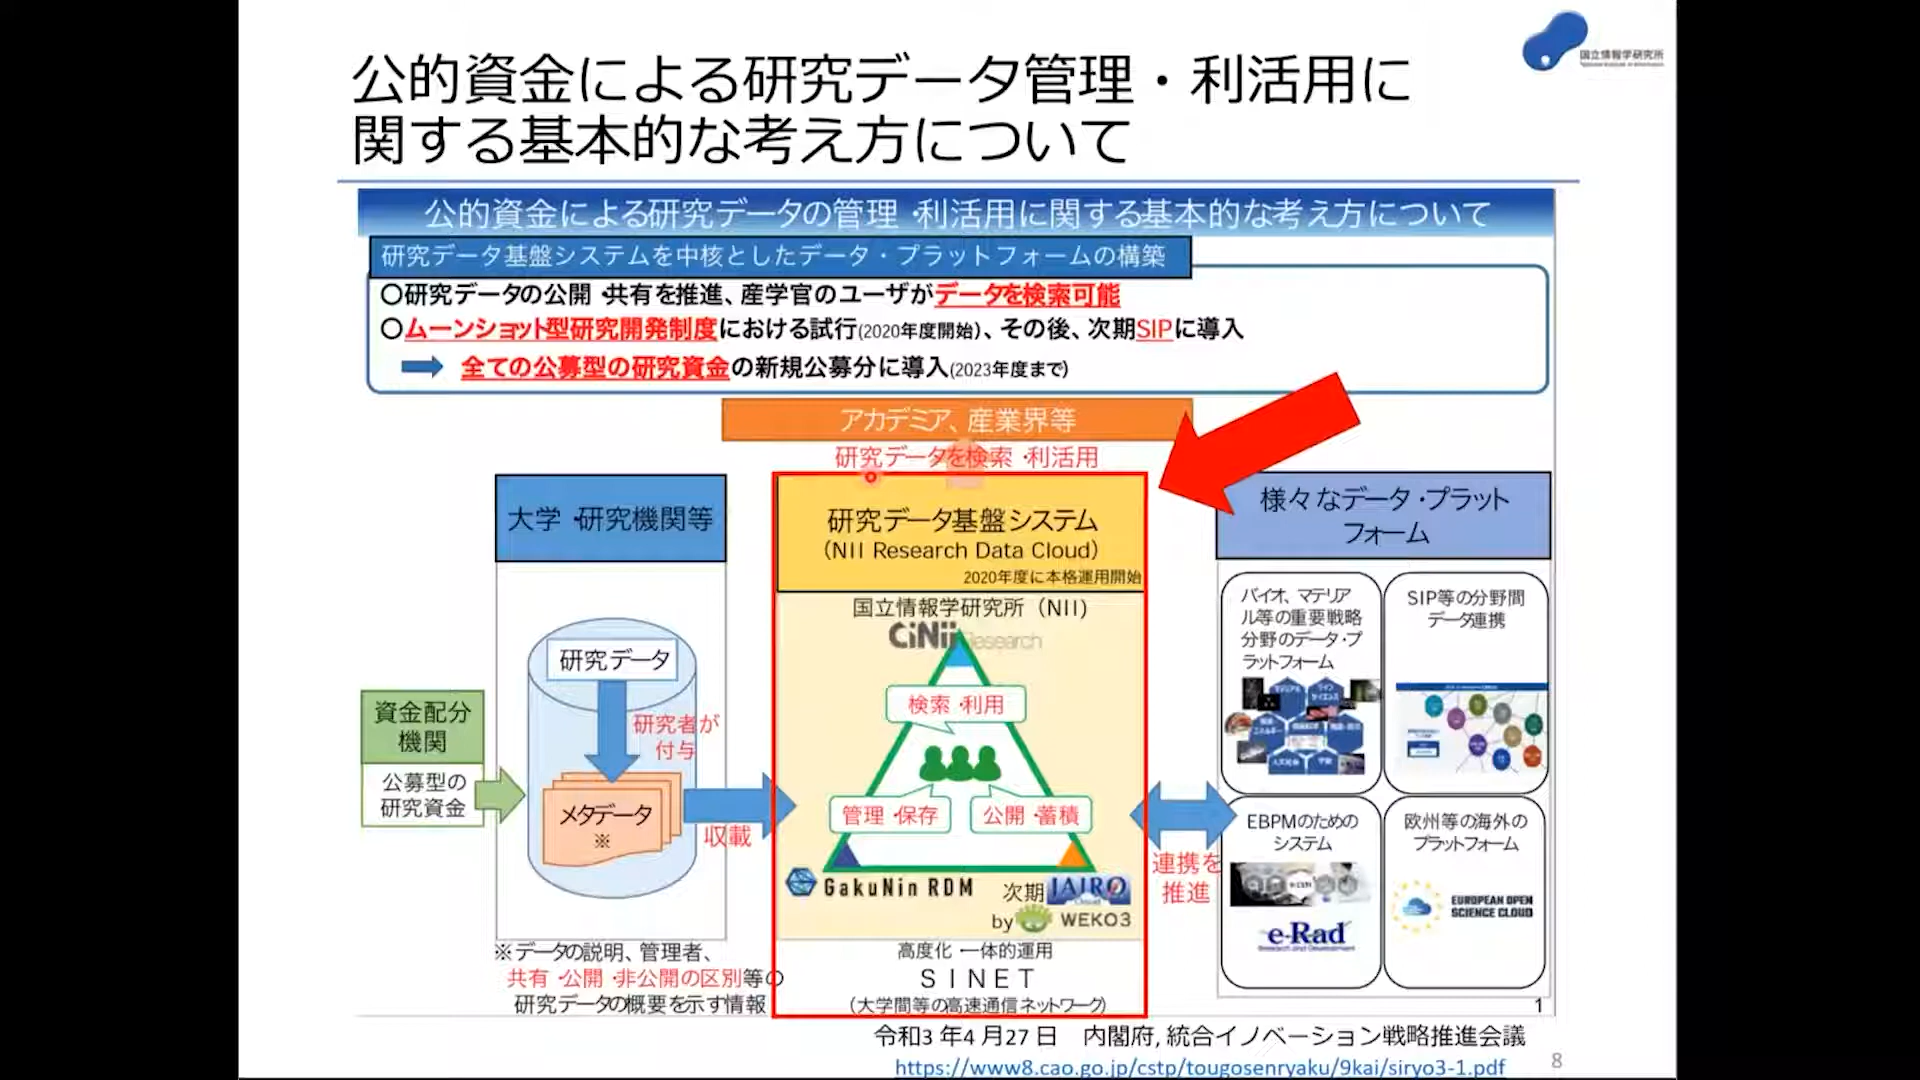 国立情報学研究所
公的資金による研究データ管理・利活用に
関する基本的な考え方について
公的資金による研究データの管理・利活用に関する基本的な考え方について
研究データ基盤システムを中核としたデータ・プラットフォームの構築
〇研究データの公開・共有を推進、産学官のユーザがデータを検索可能
〇ムーンショット型研究開発制度における試行(2020年度開始)、その後、次期SIPに導入
全ての公募型の研究資金の新規公募分に導入(2023年度まで)
アカデミア、産業界等
研究データを検索・利活用
資金配分
機関
公募型の
研究資金
大学・研究機関等
研究データ
研究者が
付与
メタデータ
※
収載
※データの説明、管理者、
共有・公開・非公開の区別等の
研究データの概要を示す情報
研究データ基盤システム
(NII Research Data Cloud)
2020年度に本格運用開始
国立情報学研究所（NII)
CiNii Research
検索・利用
管理・保存
公開・蓄積
GakuNin RDM
次期JAIRO
Cloud
by WEKO3
高度化・一体的運用
SINET
(大学間等の高速通信ネットワーク)
連携を
推進
様々なデータ・プラット
フォーム
バイオ、マテリア
ル等の重要戦略
分野のデータ・プ
ラットフォーム
SIP等の分野間
データ連携
EBPMのための
システム
e-Rad
Research and Development
欧州等の海外の
プラットフォーム
EUROPEAN OPEN
SCIENCE CLOUD
1
令和3年4月27日　内閣府, 統合イノベーション戦略推進会議
https://www8.cao.go.jp/cstp/tougosenryaku/9kai/siryo3-1.pdf
8